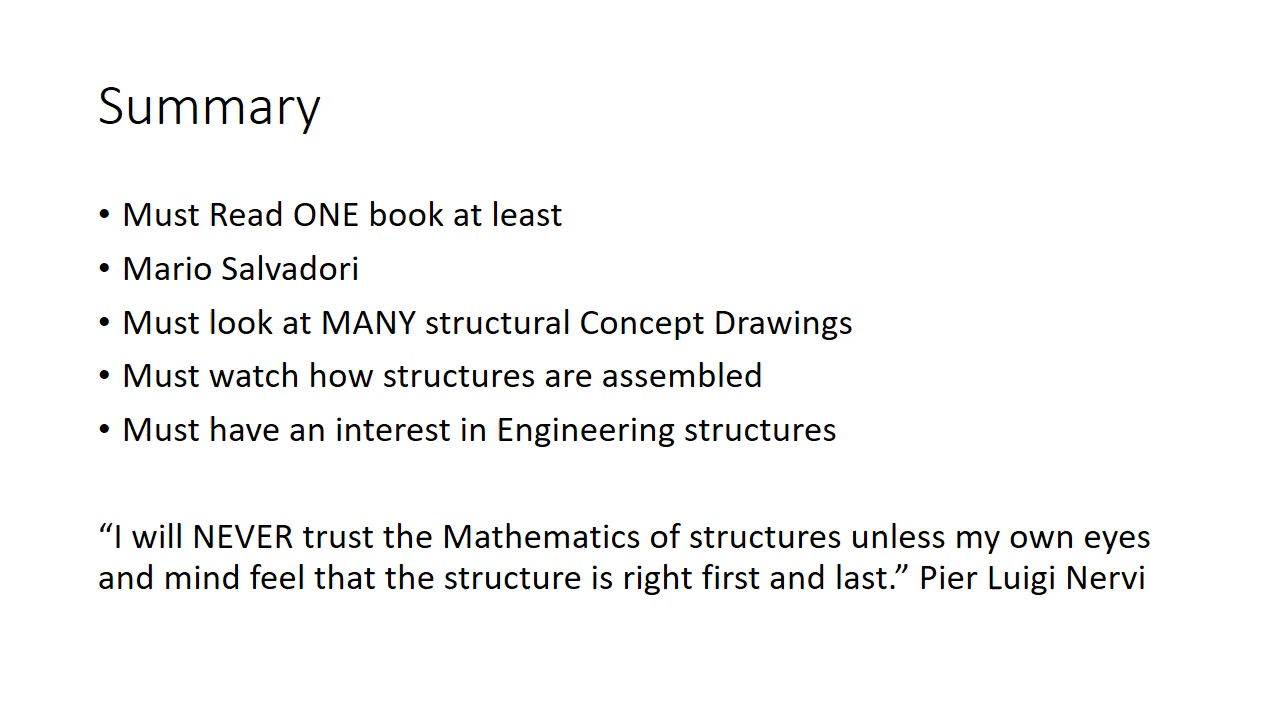 Summary
• Must Read ONE book at least
• Mario Salvadori
• Must look at MANY structural Concept Drawings
• Must watch how structures are assembled
• Must have an interest in Engineering structures
“I will NEVER trust the Mathematics of structures unless my own eyes
and mind feel that the structure is right first and last.” Pier Luigi Nervi